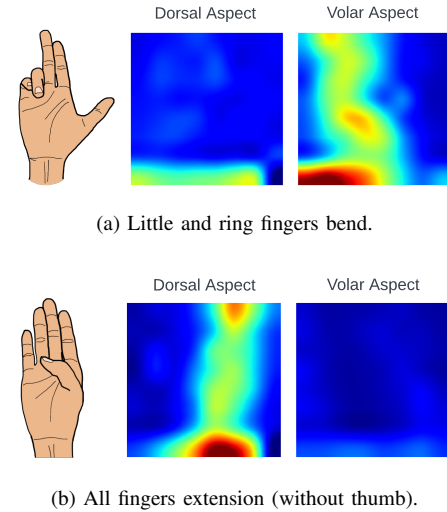 Dorsal Aspect Volar Aspect
(a) Little and ring fingers bend.
Dorsal Aspect Volar Aspect
(b) All fingers extension (without thumb).